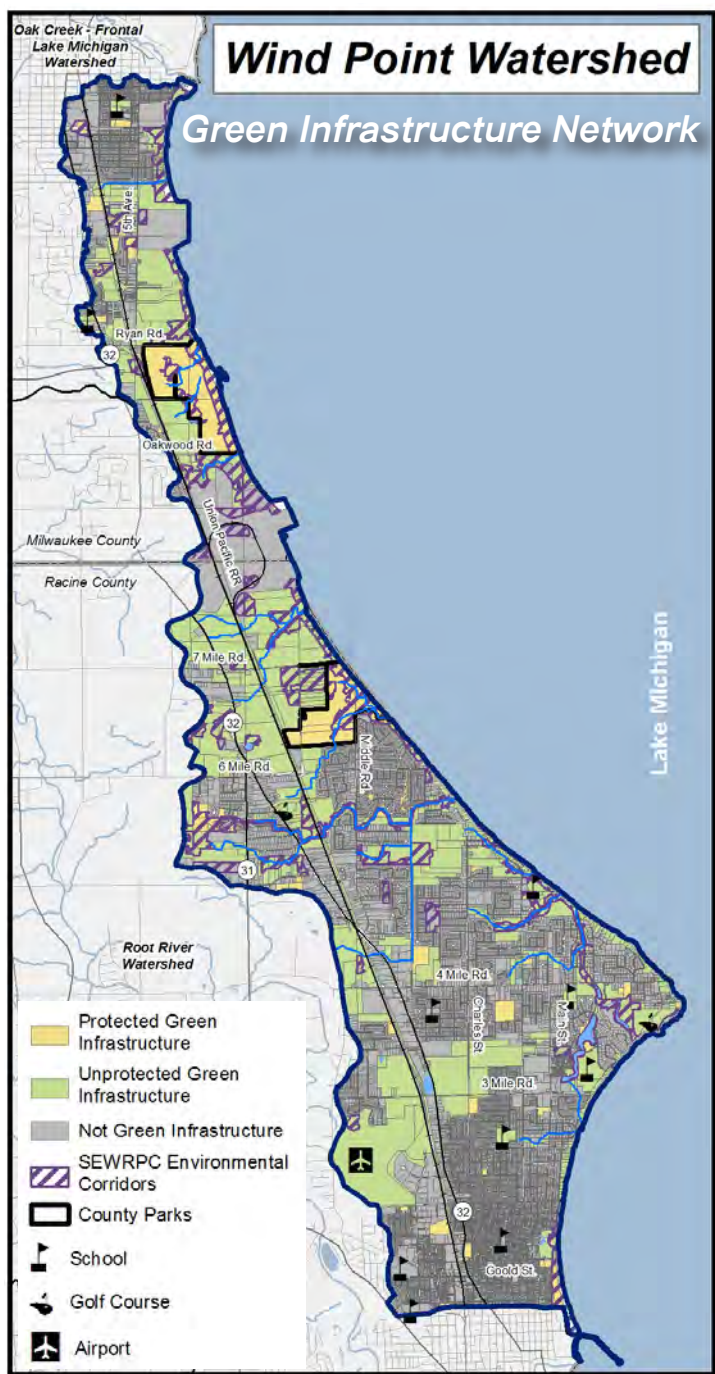 Oak Creek - Frontal
Lake Michigan
Watershed
Wind Point Watershed
Green Infrastructure Network
5th Ave
Ryan Rd.
32
Oakwood Rd.
Union Pacific RR
Milwaukee County
Racine County
7 Mile Rd.
32
6 Mile Rd.
Middle Rd.
Lake Michigan
31
Root River
Watershed
4 Mile Rd.
Charles St.
Main St.
3 Mile Rd.
32
Goold St.
Protected Green
Infrastructure
Unprotected Green
Infrastructure
Not Green Infrastructure
SEWRPC Environmental
Corridors
County Parks
School
Golf Course
Airport